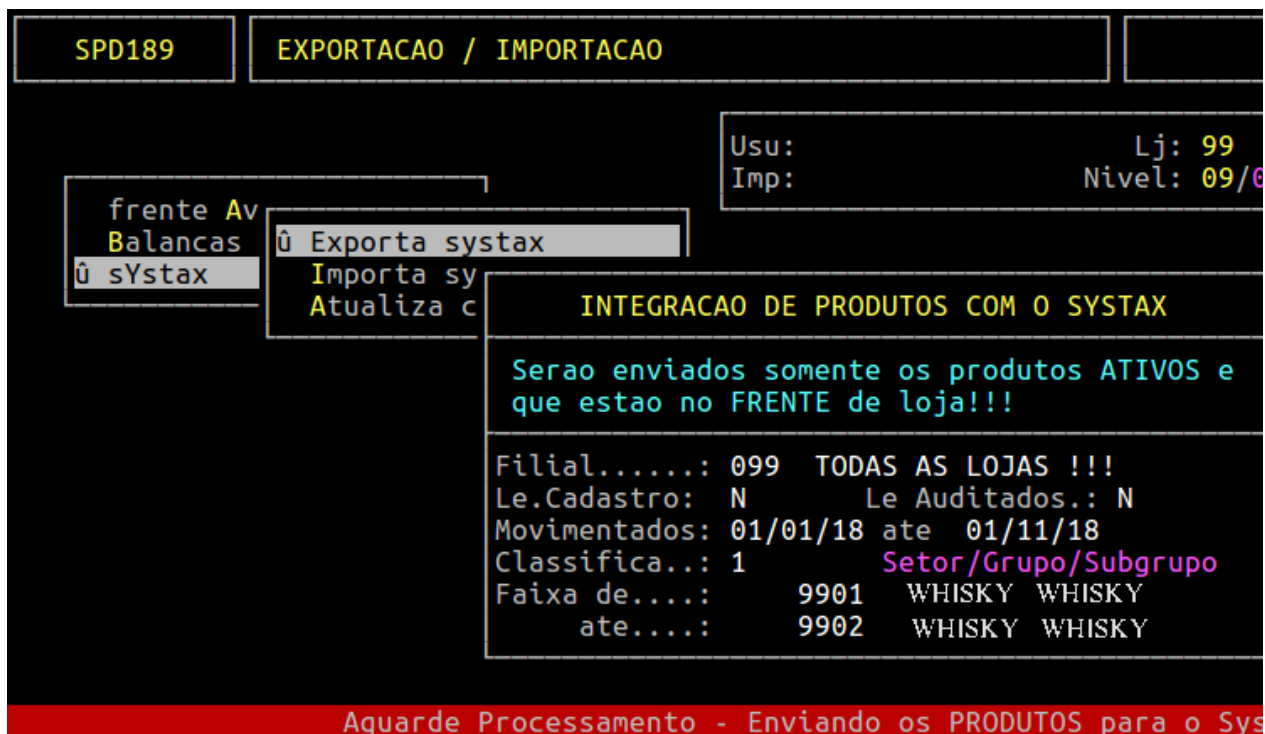 SPD189 EXPORTACAO / IMPORTACAO
Usu: Lj: 99
Imp: Nivel: 09/0
frente Av
Balancas û Exporta systax
û sYstax Importa sy
Atualiza c INTEGRACAO DE PRODUTOS COM O SYSTAX
Serao enviados somente os produtos ATIVOS e
que estao no FRENTE de loja!!!
Filial......: 099 TODAS AS LOJAS !!!
Le.Cadastro: N Le Auditados.: N
Movimentados: 01/01/18 ate 01/11/18
Classifica..: 1 Setor/Grupo/Subgrupo
Faixa de....: 9901 WHISKY WHISKY
ate....: 9902 WHISKY WHISKY
Aguarde Processamento - Enviando os PRODUTOS para o Sys